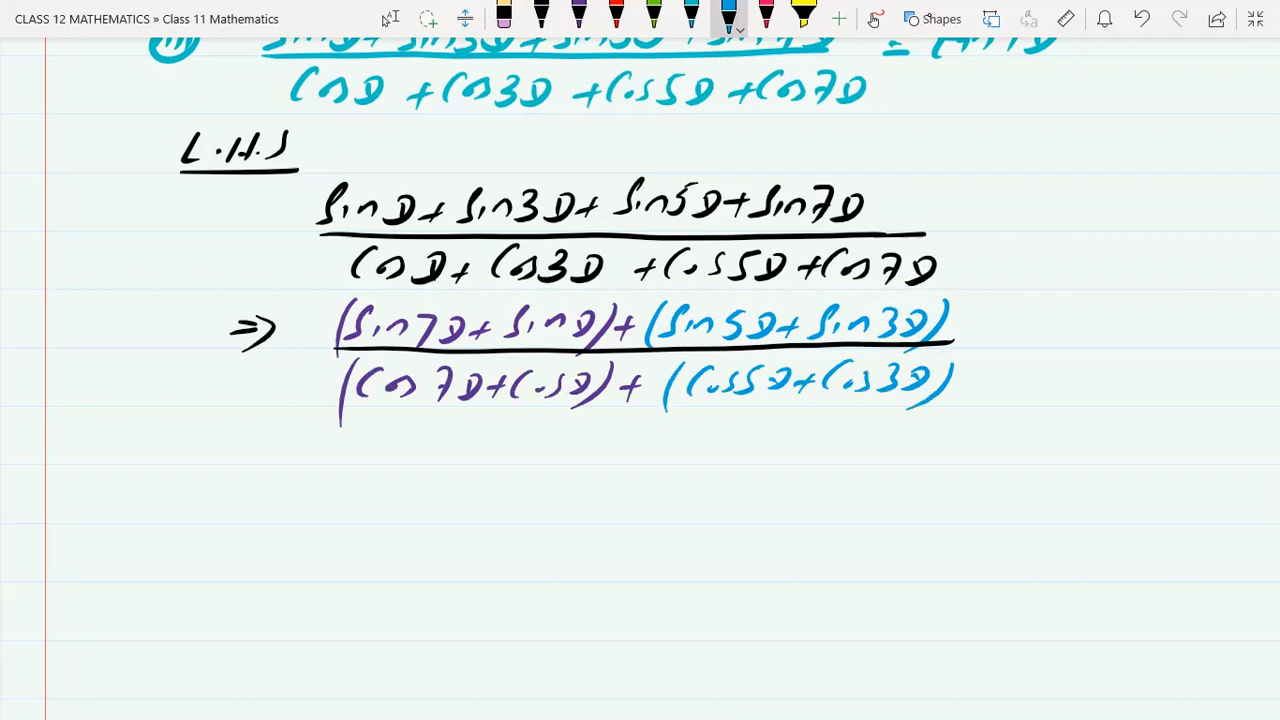 CLASS 12 MATHEMATICS » Class 11 Mathematics
Shapes
cosθ + cos3θ + cos5θ + cos7θ
L.H.S
sinθ + sin3θ + sin5θ + sin7θ
cosθ + cos3θ + cos5θ + cos7θ
⇒ (sin7θ + sinθ) + (sin5θ + sin3θ)
(cos7θ + cosθ) + (cos5θ + cos3θ)